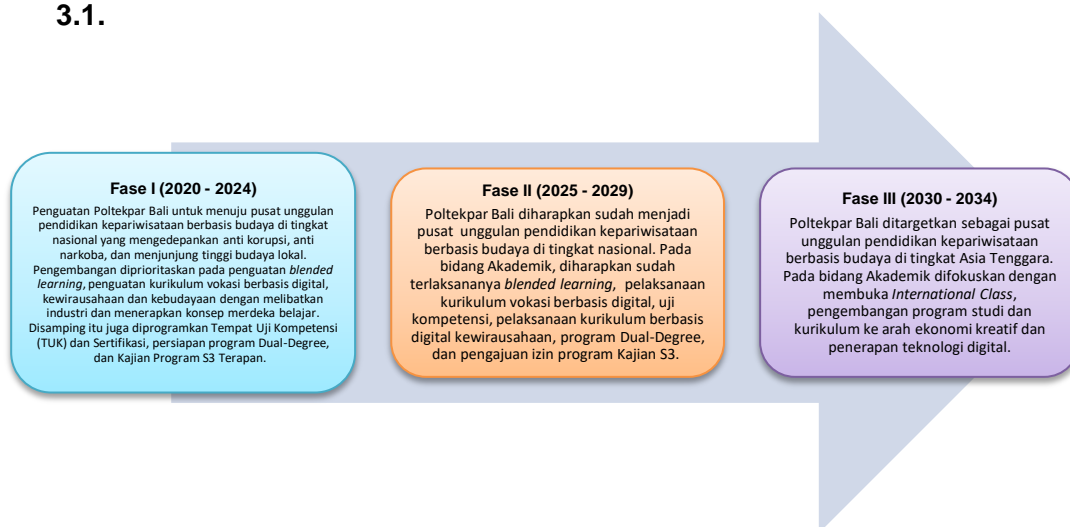 3.1.
Fase I (2020 - 2024)
Penguatan Poltekpar Bali untuk menuju pusat unggulan
pendidikan kepariwisataan berbasis budaya di tingkat
nasional yang mengedepankan anti korupsi, anti
narkoba, dan menjunjung tinggi budaya lokal.
Pengembangan diprioritaskan pada penguatan blended
learning, penguatan kurikulum vokasi berbasis digital,
kewirausahaan dan kebudayaan dengan melibatkan
industri dan menerapkan konsep merdeka belajar.
Disamping itu juga diprogramkan Tempat Uji Kompetensi
(TUK) dan Sertifikasi, persiapan program Dual-Degree,
dan Kajian Program S3 Terapan.
Fase II (2025 - 2029)
Poltekpar Bali diharapkan sudah menjadi
pusat unggulan pendidikan kepariwisataan
berbasis budaya di tingkat nasional. Pada
bidang Akademik, diharapkan sudah
terlaksananya blended learning, pelaksanaan
kurikulum vokasi berbasis digital, uji
kompetensi, pelaksanaan kurikulum berbasis
digital kewirausahaan, program Dual-Degree,
dan pengajuan izin program Kajian S3.
Fase III (2030 - 2034)
Poltekpar Bali ditargetkan sebagai pusat
unggulan pendidikan kepariwisataan
berbasis budaya di tingkat Asia Tenggara.
Pada bidang Akademik difokuskan dengan
membuka International Class,
pengembangan program studi dan
kurikulum ke arah ekonomi kreatif dan
penerapan teknologi digital.